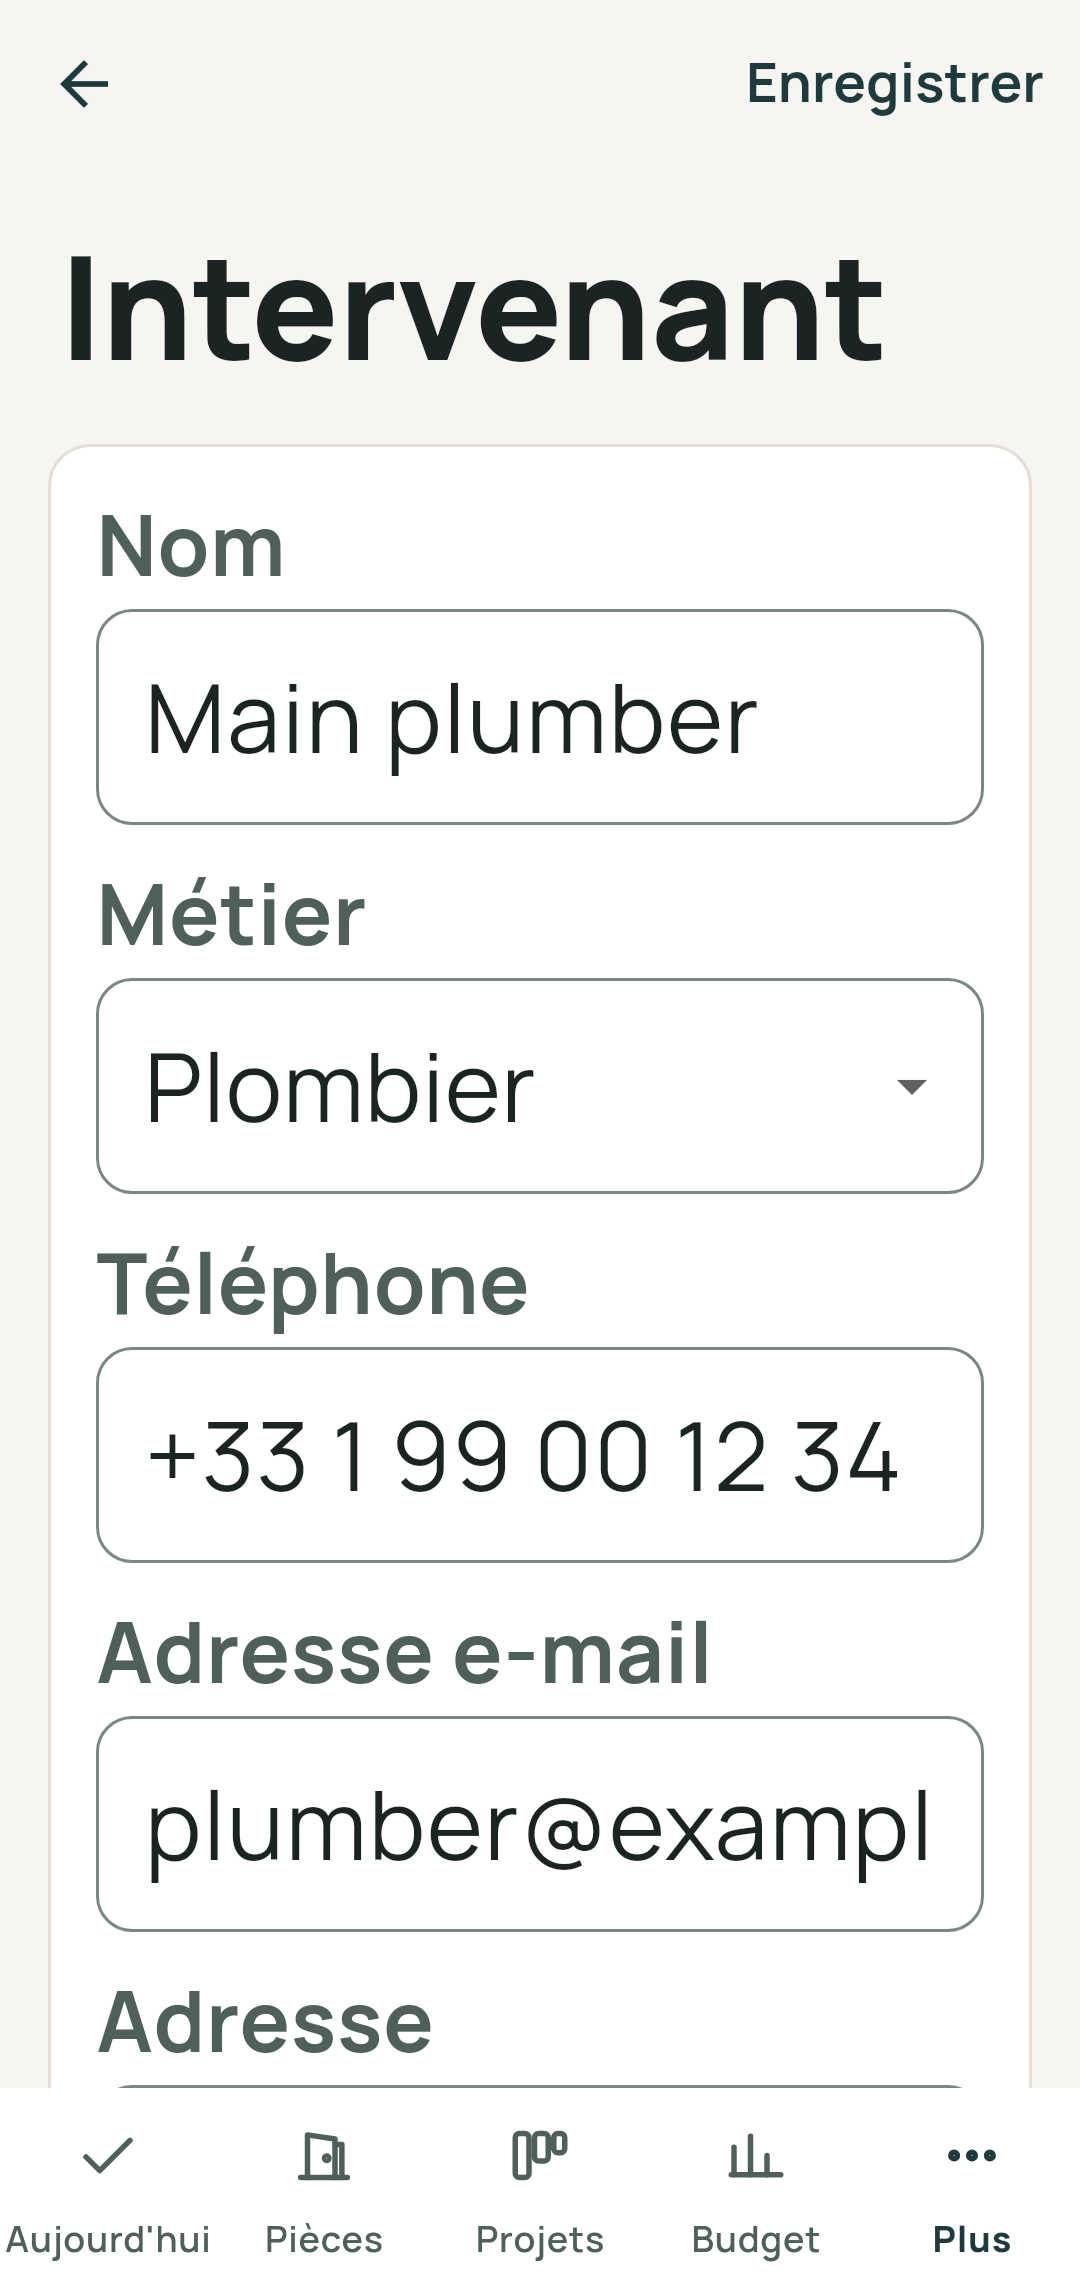 Enregistrer
Intervenant
Nom
Main plumber
Métier
Plombier
Téléphone
+33 1 99 00 12 34
Adresse e-mail
plumber@exampl
Adresse
Aujourd'hui
Pièces
Projets
Budget
Plus